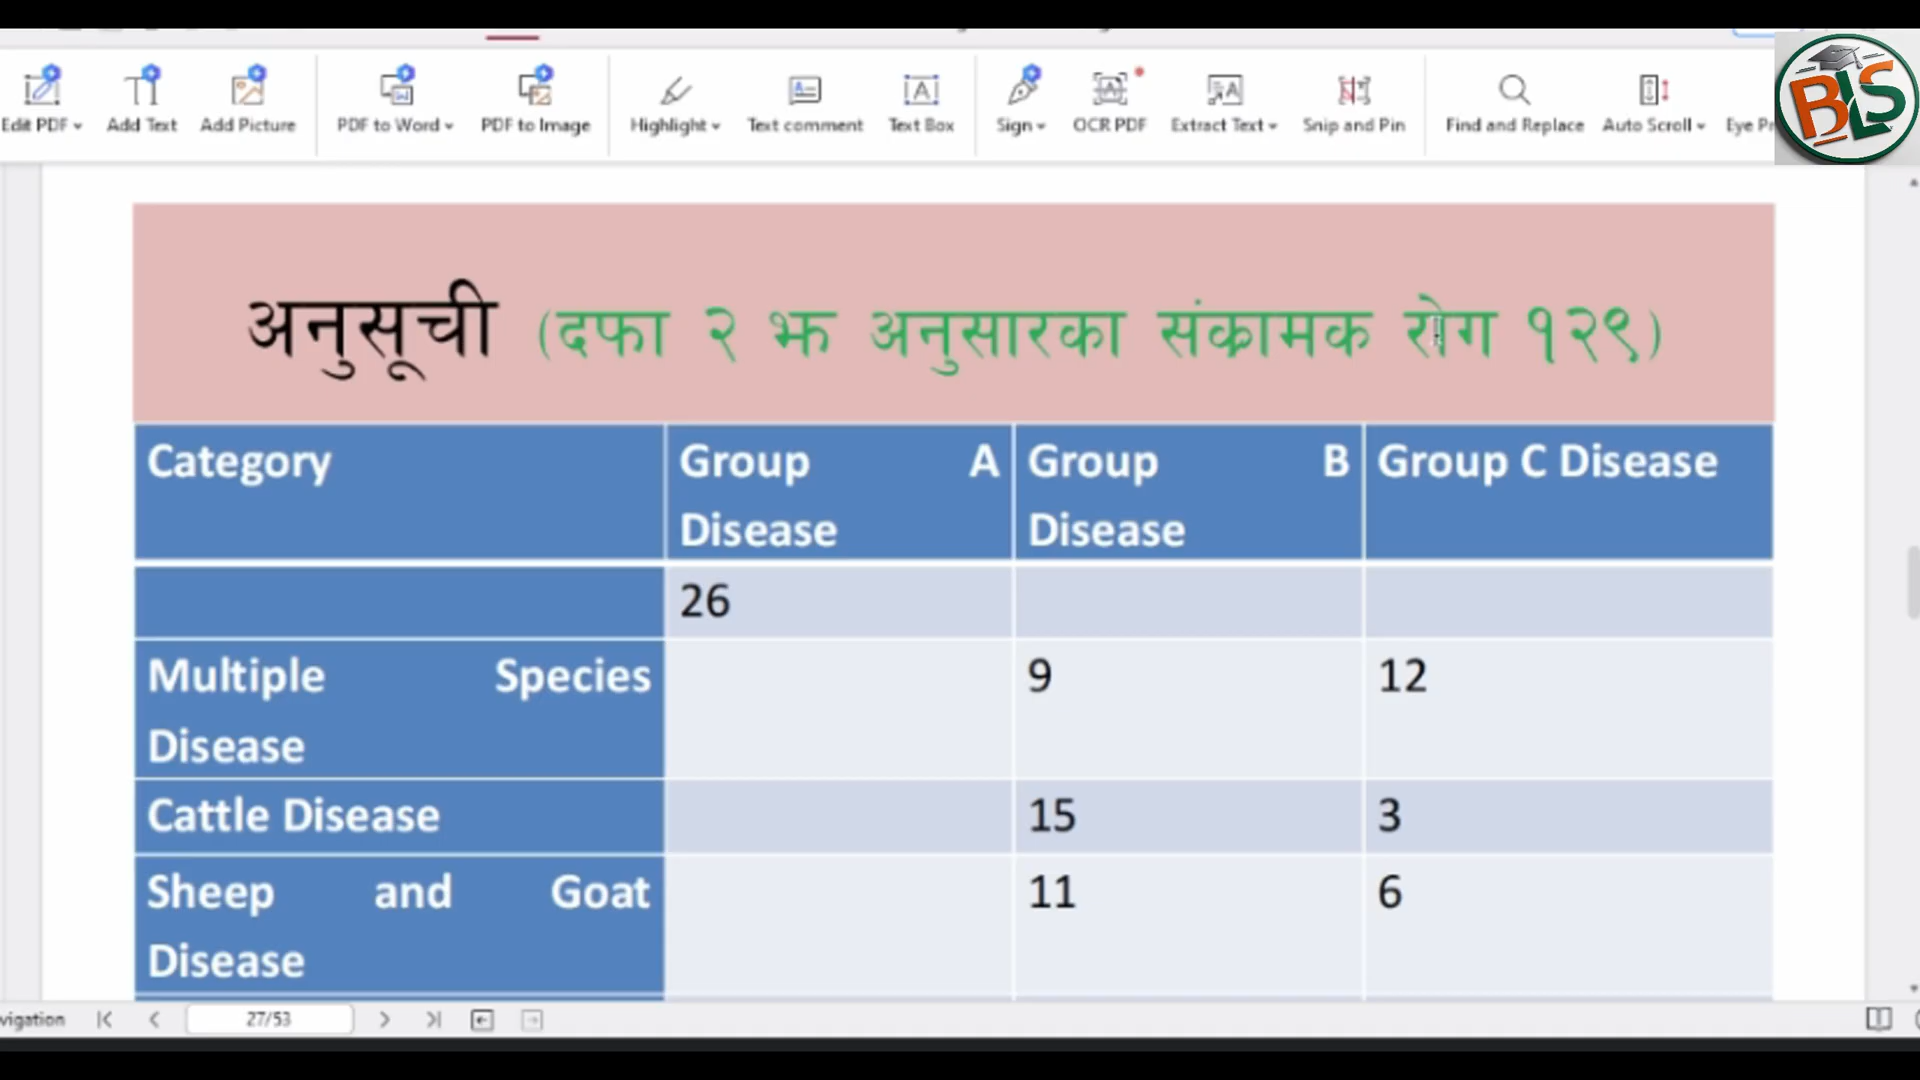 Edit PDF Add Text Add Picture PDF to Word PDF to Image Highlight Text comment Text Box Sign OCR PDF Extract Text Snip and Pin Find and Replace Auto Scroll Eye
BLS
अनुसूची (दफा २ झ अनुसारका संक्रामक रोग १२९)
Category Group A Disease Group B Disease Group C Disease
26
Multiple Species Disease 9 12
Cattle Disease 15 3
Sheep and Goat Disease 11 6
27/53